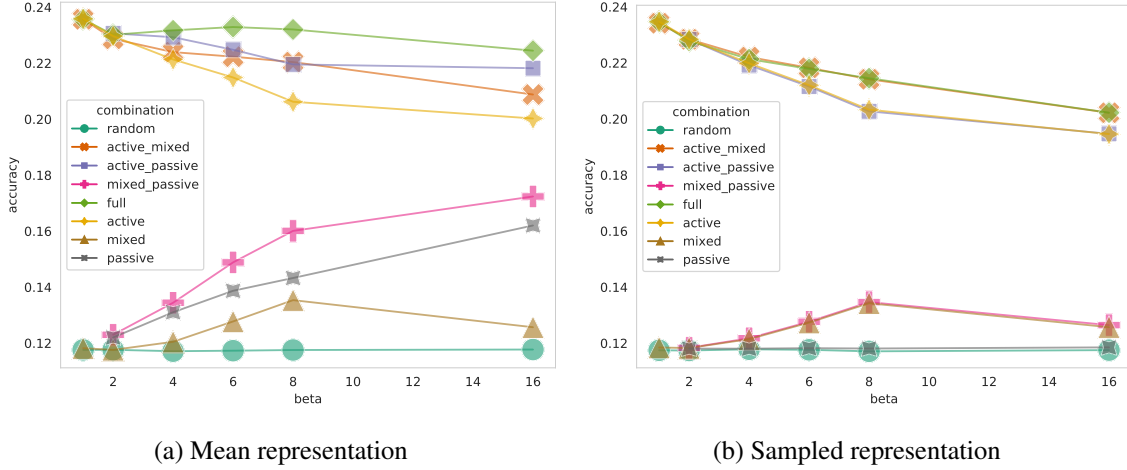 0.24
0.22
0.20
0.18
0.16
0.14
0.12
accuracy
combination
random
active_mixed
active_passive
mixed_passive
full
active
mixed
passive
2 4 6 8 10 12 14 16
beta
(a) Mean representation
0.24
0.22
0.20
0.18
0.16
0.14
0.12
accuracy
combination
random
active_mixed
active_passive
mixed_passive
full
active
mixed
passive
2 4 6 8 10 12 14 16
beta
(b) Sampled representation